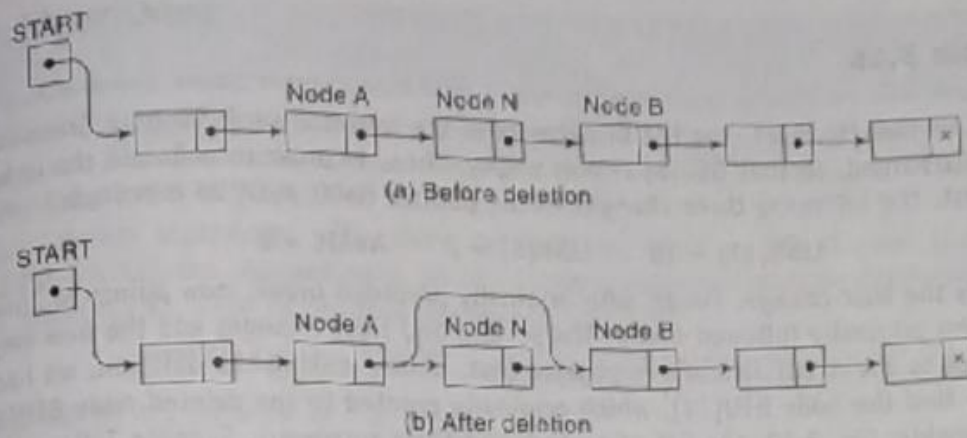 START
Node A Node N Node B
×
(a) Before deletion
START
Node A Node N Node B
×
(b) After deletion